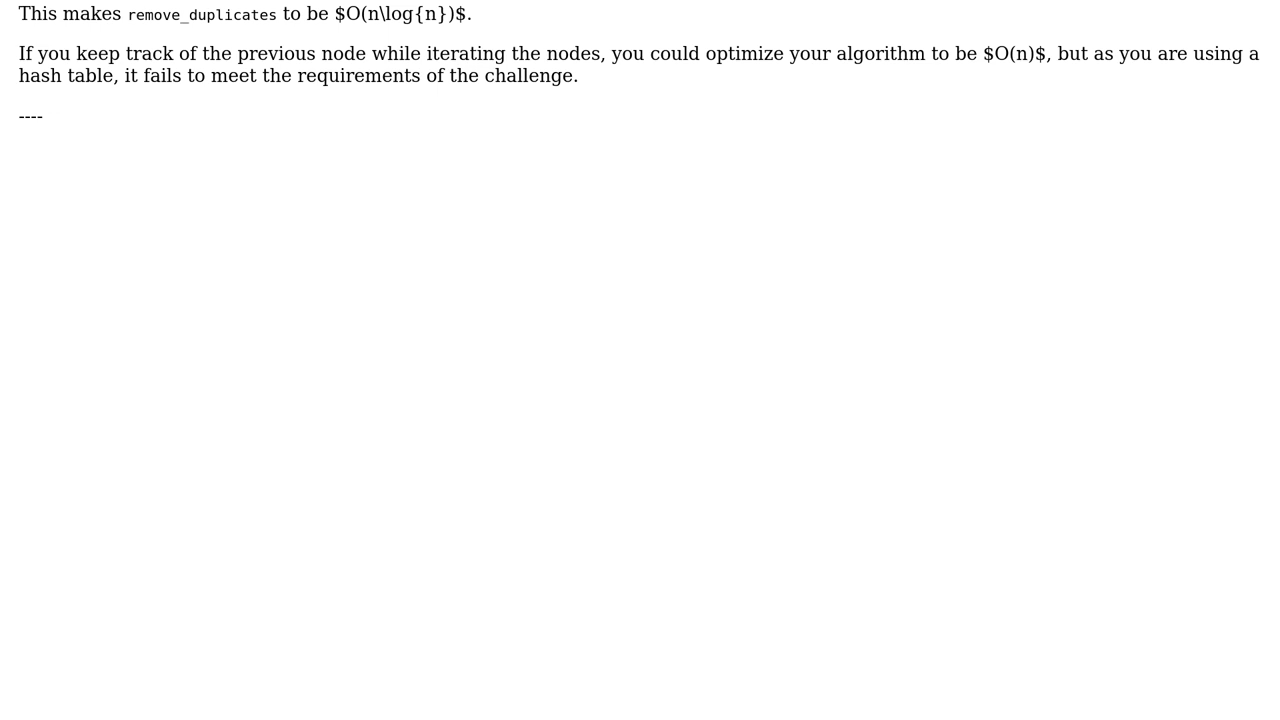 This makes remove_duplicates to be $O(n\log{n})$.
If you keep track of the previous node while iterating the nodes, you could optimize your algorithm to be $O(n)$, but as you are using a
hash table, it fails to meet the requirements of the challenge.
----